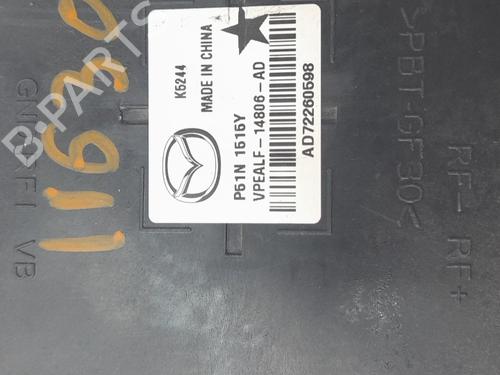 K5244
MADE IN CHINA
P61N 1616Y
VPEALF-14806-AD
AD72260598
>PBT-GF30<
RF- RF+
VB
B-PARTS